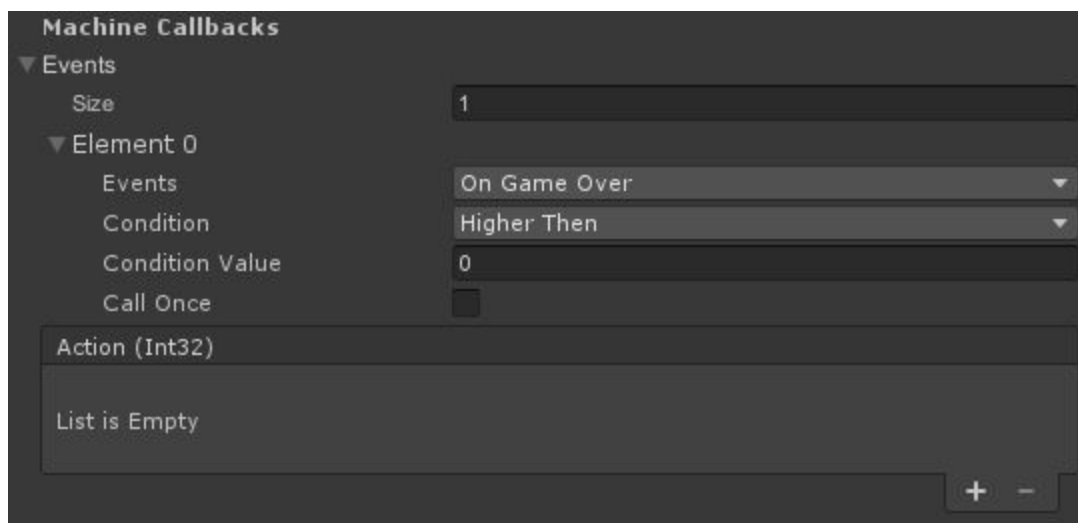 Machine Callbacks
Events
Size 1
Element 0
Events On Game Over
Condition Higher Then
Condition Value 0
Call Once
Action (Int32)
List is Empty
+ −